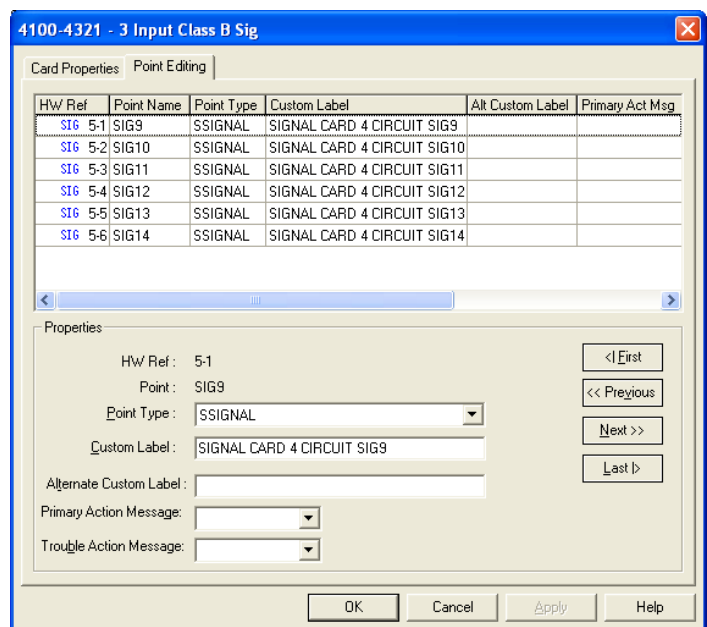 4100-4321 - 3 Input Class B Sig
Card Properties Point Editing
HW Ref Point Name Point Type Custom Label Alt Custom Label Primary Act Msg
SIG 5-1 SIG9 SSIGNAL SIGNAL CARD 4 CIRCUIT SIG9
SIG 5-2 SIG10 SSIGNAL SIGNAL CARD 4 CIRCUIT SIG10
SIG 5-3 SIG11 SSIGNAL SIGNAL CARD 4 CIRCUIT SIG11
SIG 5-4 SIG12 SSIGNAL SIGNAL CARD 4 CIRCUIT SIG12
SIG 5-5 SIG13 SSIGNAL SIGNAL CARD 4 CIRCUIT SIG13
SIG 5-6 SIG14 SSIGNAL SIGNAL CARD 4 CIRCUIT SIG14
Properties
HW Ref : 5-1
Point : SIG9
Point Type : SSIGNAL
Custom Label : SIGNAL CARD 4 CIRCUIT SIG9
Alternate Custom Label :
Primary Action Message:
Trouble Action Message:
<| First
<< Previous
Next >>
Last |>
OK Cancel Apply Help